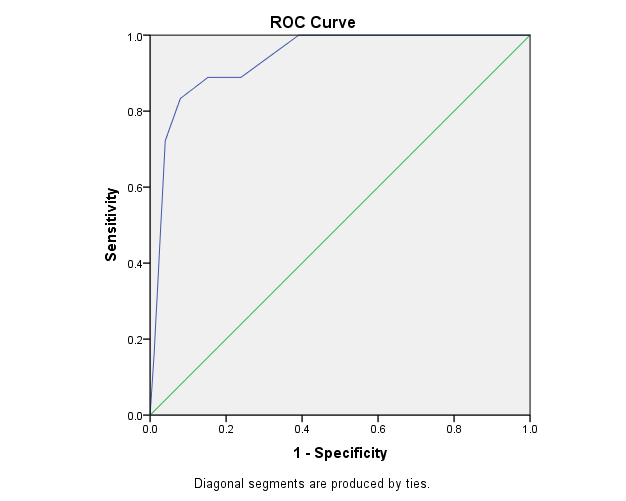 ROC Curve
1.0
0.8
0.6
0.4
0.2
0.0
Sensitivity
0.0 0.2 0.4 0.6 0.8 1.0
1 - Specificity
Diagonal segments are produced by ties.